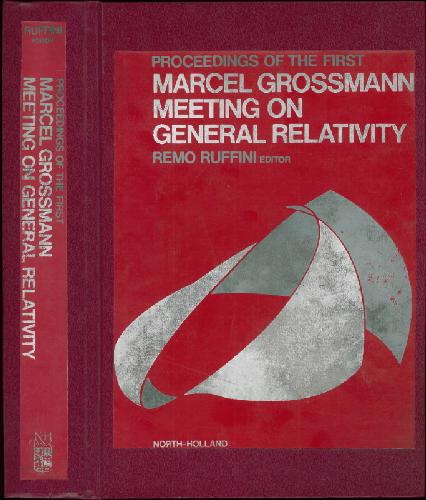 RUFFINI
EDITOR
PROCEEDINGS OF THE FIRST
MARCEL GROSSMANN
MEETING ON GENERAL RELATIVITY
NH
PROCEEDINGS OF THE FIRST
MARCEL GROSSMANN
MEETING ON
GENERAL RELATIVITY
REMO RUFFINI EDITOR
NORTH-HOLLAND